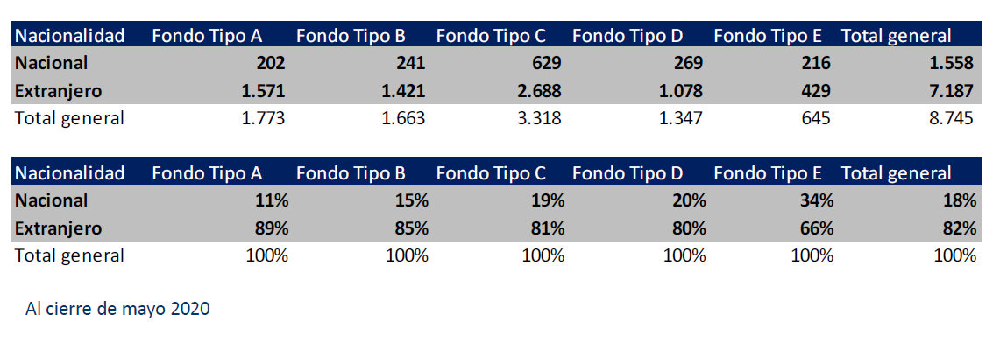 Nacionalidad Fondo Tipo A Fondo Tipo B Fondo Tipo C Fondo Tipo D Fondo Tipo E Total general
Nacional 202 241 629 269 216 1.558
Extranjero 1.571 1.421 2.688 1.078 429 7.187
Total general 1.773 1.663 3.318 1.347 645 8.745
Nacionalidad Fondo Tipo A Fondo Tipo B Fondo Tipo C Fondo Tipo D Fondo Tipo E Total general
Nacional 11% 15% 19% 20% 34% 18%
Extranjero 89% 85% 81% 80% 66% 82%
Total general 100% 100% 100% 100% 100% 100%
Al cierre de mayo 2020